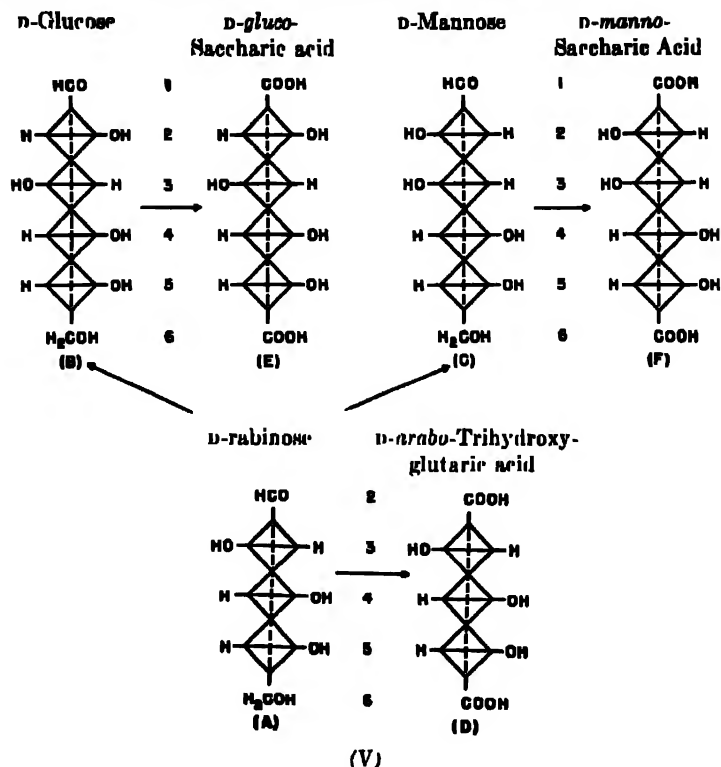 D-Glucose D-gluco- D-Mannose D-manno-
Saccharic acid Saccharic Acid
HCO 1 COOH HCO 1 COOH
H OH 2 H OH HO H 2 HO H
HO H 3 HO H HO H 3 HO H
H OH 4 H OH H OH 4 H OH
H OH 5 H OH H OH 5 H OH
H₂COH 6 COOH H₂COH 6 COOH
(B) (E) (C) (F)
D-rabinose D-arabo-Trihydroxy-
glutaric acid
HCO 2 COOH
HO H 3 HO H
H OH 4 H OH
H OH 5 H OH
H₂COH 6 COOH
(A) (D)
(V)